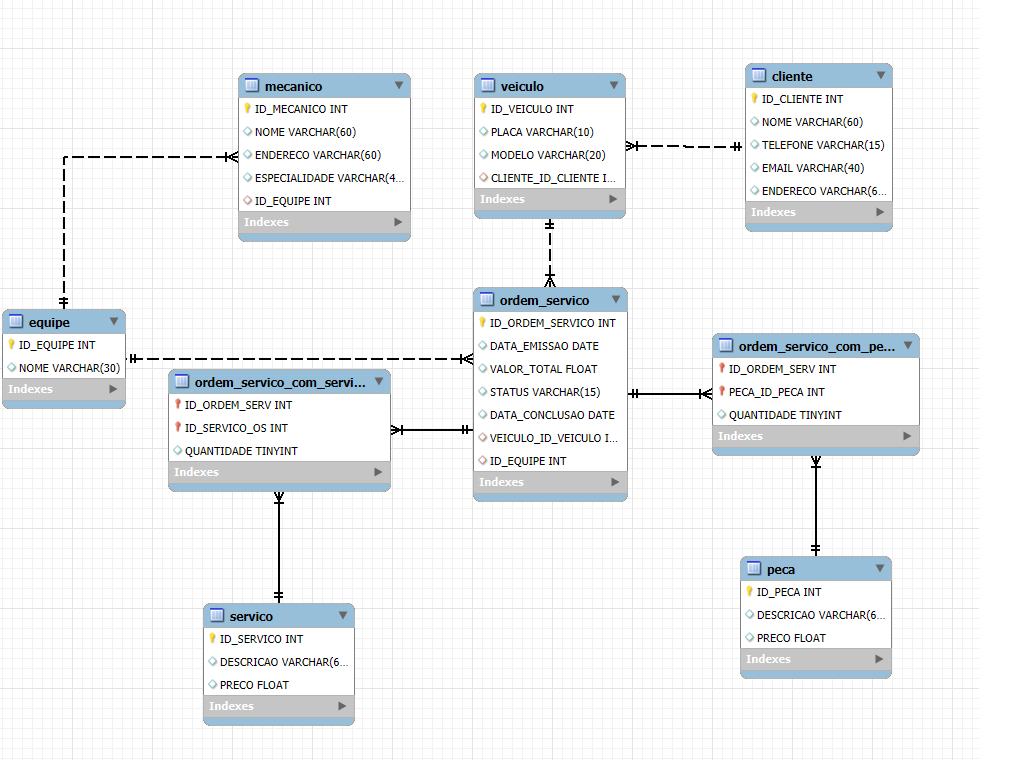 mecanico
ID_MECANICO INT
NOME VARCHAR(60)
ENDERECO VARCHAR(60)
ESPECIALIDADE VARCHAR(4...
ID_EQUIPE INT
Indexes
veiculo
ID_VEICULO INT
PLACA VARCHAR(10)
MODELO VARCHAR(20)
CLIENTE_ID_CLIENTE I...
Indexes
cliente
ID_CLIENTE INT
NOME VARCHAR(60)
TELEFONE VARCHAR(15)
EMAIL VARCHAR(40)
ENDERECO VARCHAR(6...
Indexes
equipe
ID_EQUIPE INT
NOME VARCHAR(30)
Indexes
ordem_servico_com_servi...
ID_ORDEM_SERV INT
ID_SERVICO_OS INT
QUANTIDADE TINYINT
Indexes
ordem_servico
ID_ORDEM_SERVICO INT
DATA_EMISSAO DATE
VALOR_TOTAL FLOAT
STATUS VARCHAR(15)
DATA_CONCLUSAO DATE
VEICULO_ID_VEICULO I...
ID_EQUIPE INT
Indexes
ordem_servico_com_pe...
ID_ORDEM_SERV INT
PECA_ID_PECA INT
QUANTIDADE TINYINT
Indexes
servico
ID_SERVICO INT
DESCRICAO VARCHAR(6...
PRECO FLOAT
Indexes
peca
ID_PECA INT
DESCRICAO VARCHAR(6...
PRECO FLOAT
Indexes